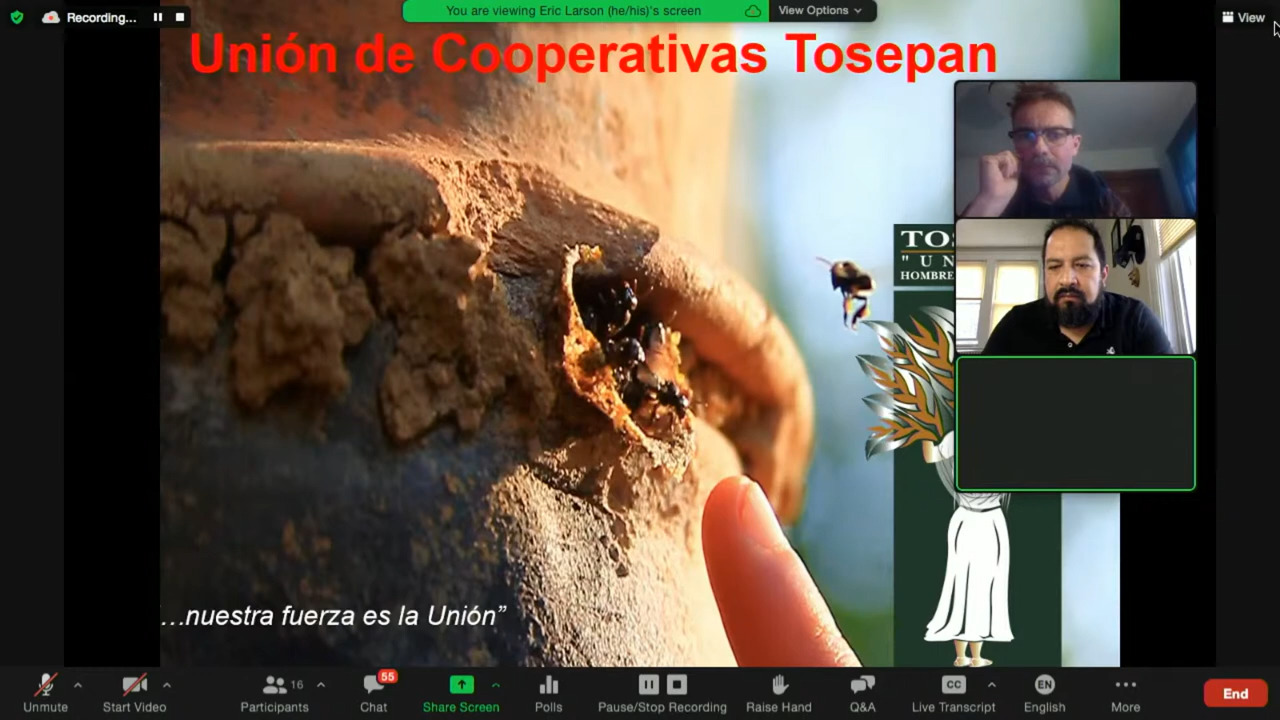 Recording...
You are viewing Eric Larson (he/his)'s screen
View Options
View
Unión de Cooperativas Tosepan
TOS
" U N
HOMBRE
…nuestra fuerza es la Unión”
Unmute
Start Video
16
Participants
55
Chat
Share Screen
Polls
Pause/Stop Recording
Raise Hand
Q&A
CC
Live Transcript
EN
English
More
End